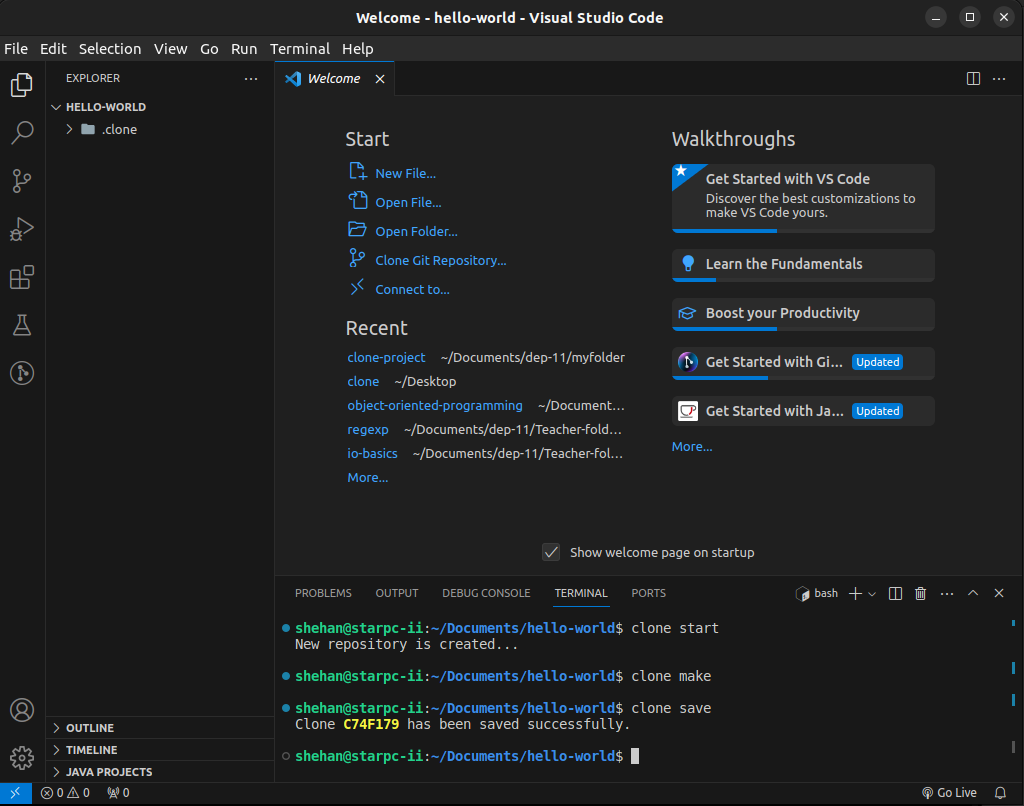 Welcome - hello-world - Visual Studio Code
File Edit Selection View Go Run Terminal Help
EXPLORER
HELLO-WORLD
.clone
OUTLINE
TIMELINE
JAVA PROJECTS
Welcome
Start
New File...
Open File...
Open Folder...
Clone Git Repository...
Connect to...
Recent
clone-project ~/Documents/dep-11/myfolder
clone ~/Desktop
object-oriented-programming ~/Document...
regexp ~/Documents/dep-11/Teacher-fold...
io-basics ~/Documents/dep-11/Teacher-fol...
More...
Walkthroughs
Get Started with VS Code
Discover the best customizations to
make VS Code yours.
Learn the Fundamentals
Boost your Productivity
Get Started with Gi... Updated
Get Started with Ja... Updated
More...
Show welcome page on startup
PROBLEMS OUTPUT DEBUG CONSOLE TERMINAL PORTS bash
shehan@starpc-ii:~/Documents/hello-world$ clone start
New repository is created...
shehan@starpc-ii:~/Documents/hello-world$ clone make
shehan@starpc-ii:~/Documents/hello-world$ clone save
Clone C74F179 has been saved successfully.
shehan@starpc-ii:~/Documents/hello-world$
0 0 0 Go Live